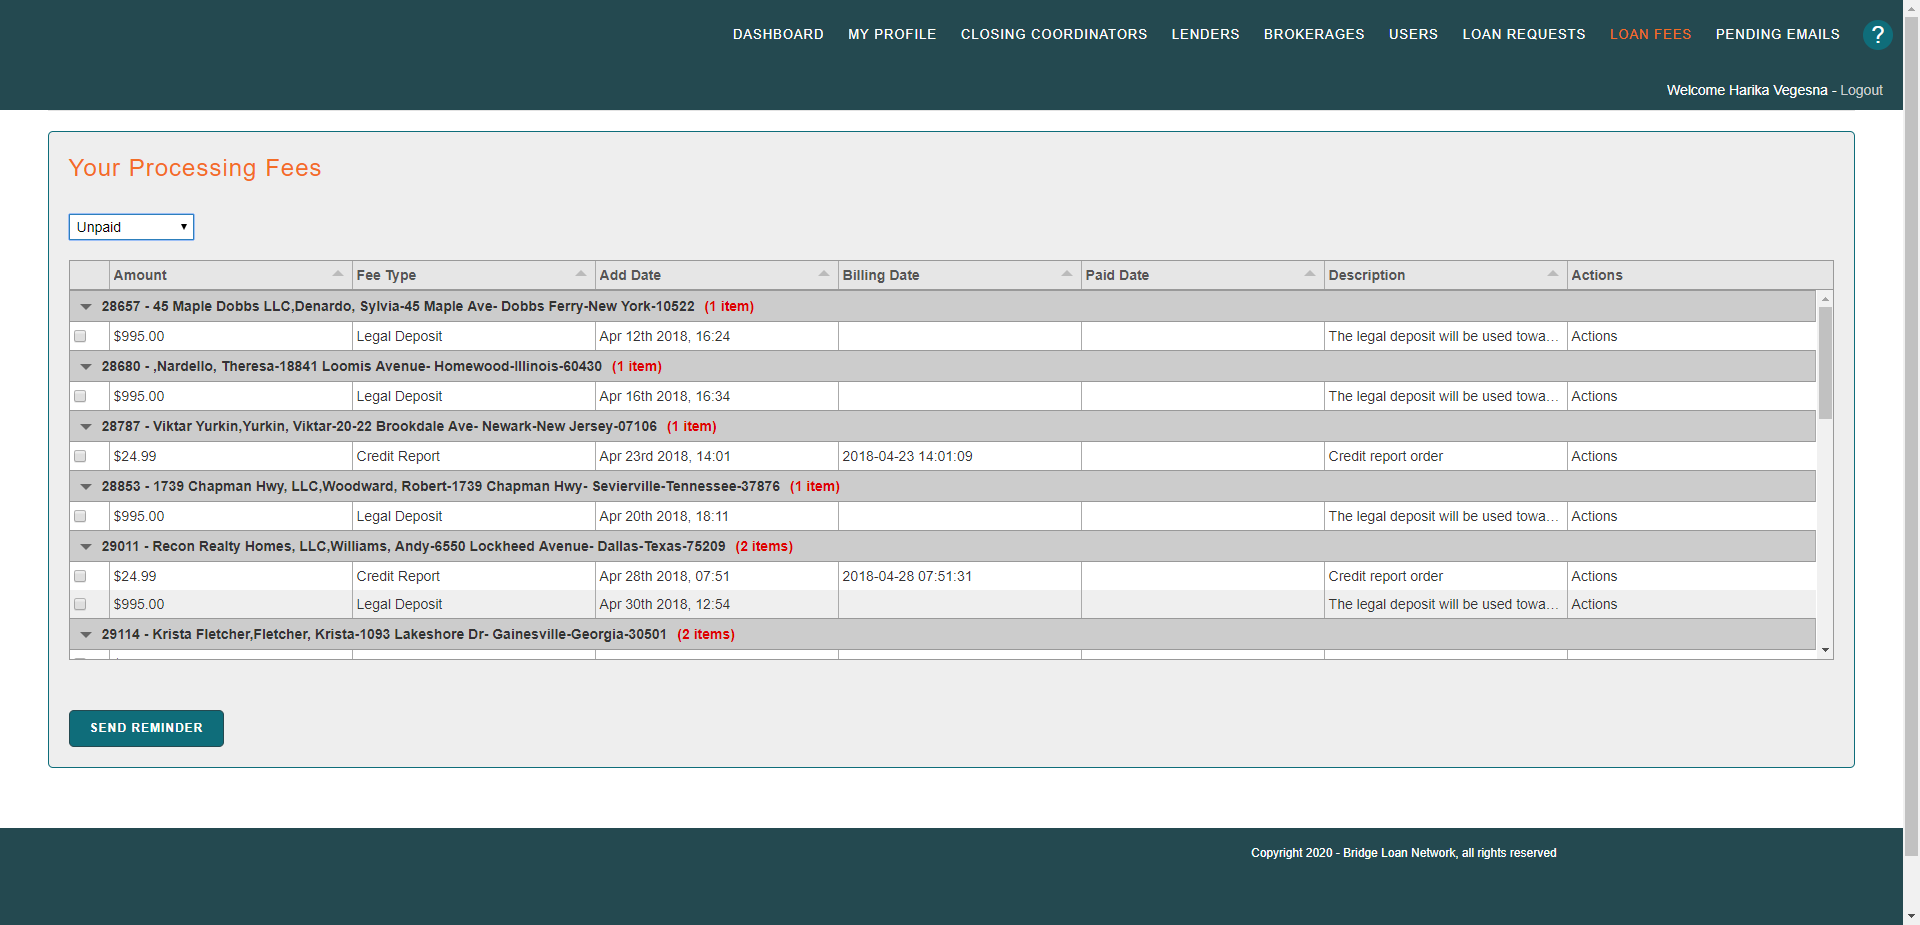 DASHBOARD MY PROFILE CLOSING COORDINATORS LENDERS BROKERAGES USERS LOAN REQUESTS LOAN FEES PENDING EMAILS ?
Welcome Harika Vegesna - Logout
Your Processing Fees
Unpaid
Amount Fee Type Add Date Billing Date Paid Date Description Actions
28657 - 45 Maple Dobbs LLC,Denardo, Sylvia-45 Maple Ave- Dobbs Ferry-New York-10522 (1 item)
$995.00 Legal Deposit Apr 12th 2018, 16:24 The legal deposit will be used towa... Actions
28680 - ,Nardello, Theresa-18841 Loomis Avenue- Homewood-Illinois-60430 (1 item)
$995.00 Legal Deposit Apr 16th 2018, 16:34 The legal deposit will be used towa... Actions
28787 - Viktar Yurkin,Yurkin, Viktar-20-22 Brookdale Ave- Newark-New Jersey-07106 (1 item)
$24.99 Credit Report Apr 23rd 2018, 14:01 2018-04-23 14:01:09 Credit report order Actions
28853 - 1739 Chapman Hwy, LLC,Woodward, Robert-1739 Chapman Hwy- Sevierville-Tennessee-37876 (1 item)
$995.00 Legal Deposit Apr 20th 2018, 18:11 The legal deposit will be used towa... Actions
29011 - Recon Realty Homes, LLC,Williams, Andy-6550 Lockheed Avenue- Dallas-Texas-75209 (2 items)
$24.99 Credit Report Apr 28th 2018, 07:51 2018-04-28 07:51:31 Credit report order Actions
$995.00 Legal Deposit Apr 30th 2018, 12:54 The legal deposit will be used towa... Actions
29114 - Krista Fletcher,Fletcher, Krista-1093 Lakeshore Dr- Gainesville-Georgia-30501 (2 items)
SEND REMINDER
Copyright 2020 - Bridge Loan Network, all rights reserved